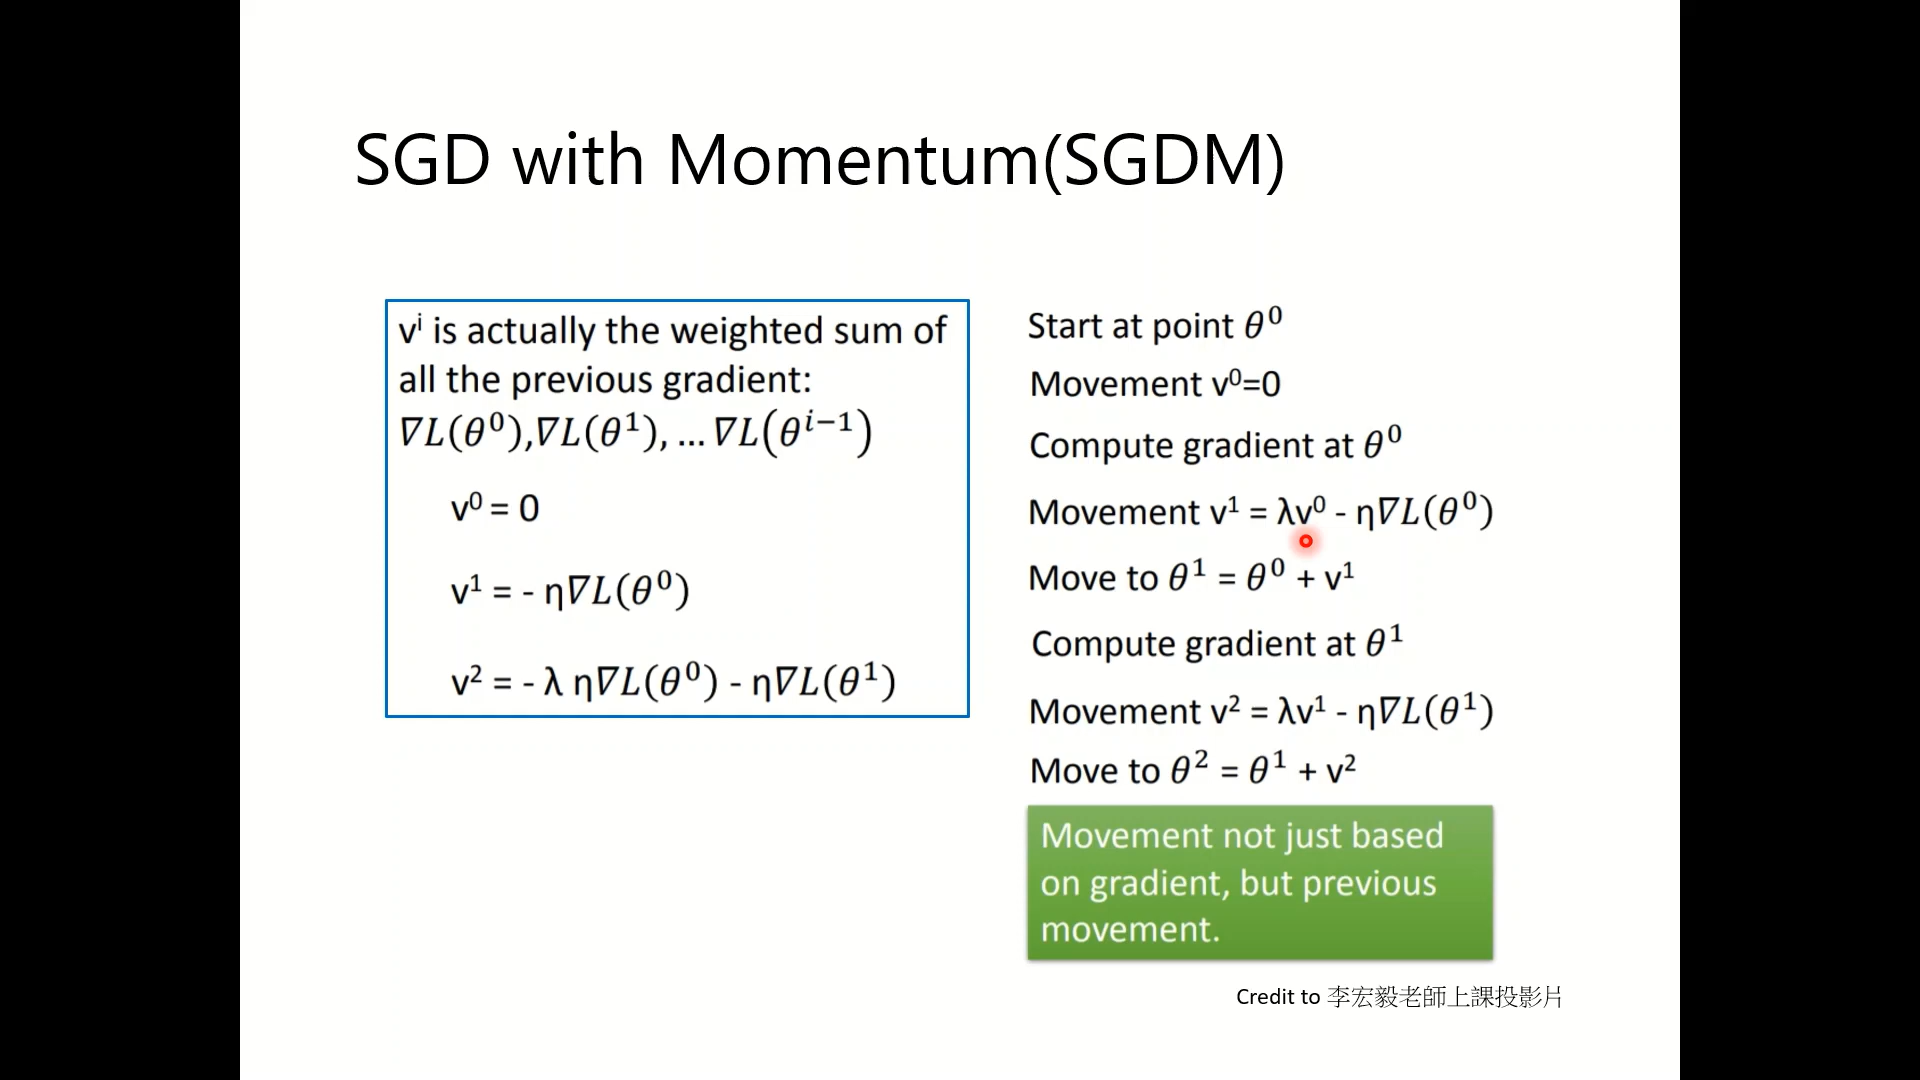 SGD with Momentum(SGDM)
vⁱ is actually the weighted sum of
all the previous gradient:
∇L(θ⁰),∇L(θ¹), … ∇L(θⁱ⁻¹)
v⁰ = 0
v¹ = - η∇L(θ⁰)
v² = - λ η∇L(θ⁰) - η∇L(θ¹)
Start at point θ⁰
Movement v⁰=0
Compute gradient at θ⁰
Movement v¹ = λv⁰ - η∇L(θ⁰)
Move to θ¹ = θ⁰ + v¹
Compute gradient at θ¹
Movement v² = λv¹ - η∇L(θ¹)
Move to θ² = θ¹ + v²
Movement not just based
on gradient, but previous
movement.
Credit to 李宏毅老師上課投影片